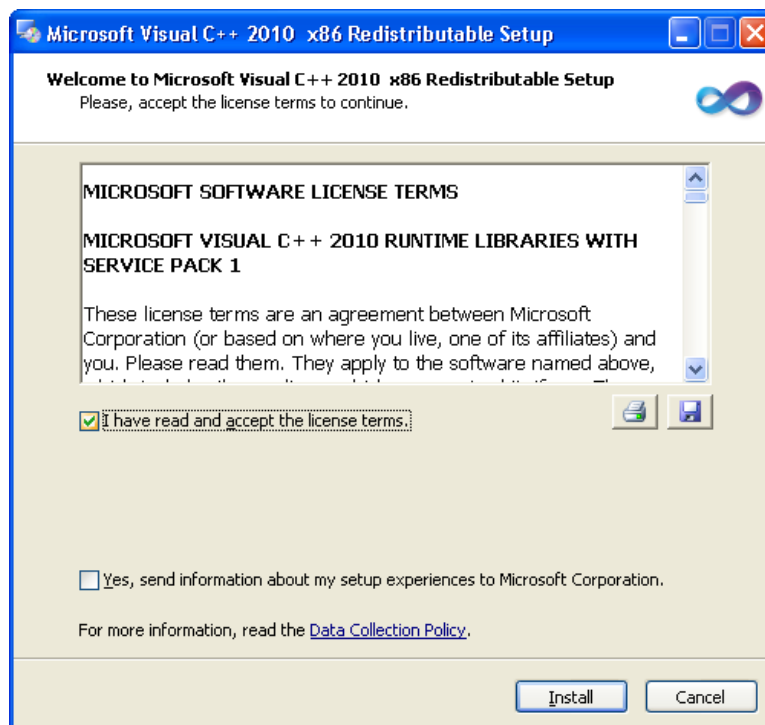 Microsoft Visual C++ 2010  x86 Redistributable Setup
Welcome to Microsoft Visual C++ 2010  x86 Redistributable Setup
Please, accept the license terms to continue.
MICROSOFT SOFTWARE LICENSE TERMS
MICROSOFT VISUAL C++ 2010 RUNTIME LIBRARIES WITH
SERVICE PACK 1
These license terms are an agreement between Microsoft
Corporation (or based on where you live, one of its affiliates) and
you. Please read them. They apply to the software named above,
I have read and accept the license terms.
Yes, send information about my setup experiences to Microsoft Corporation.
For more information, read the Data Collection Policy.
Install
Cancel